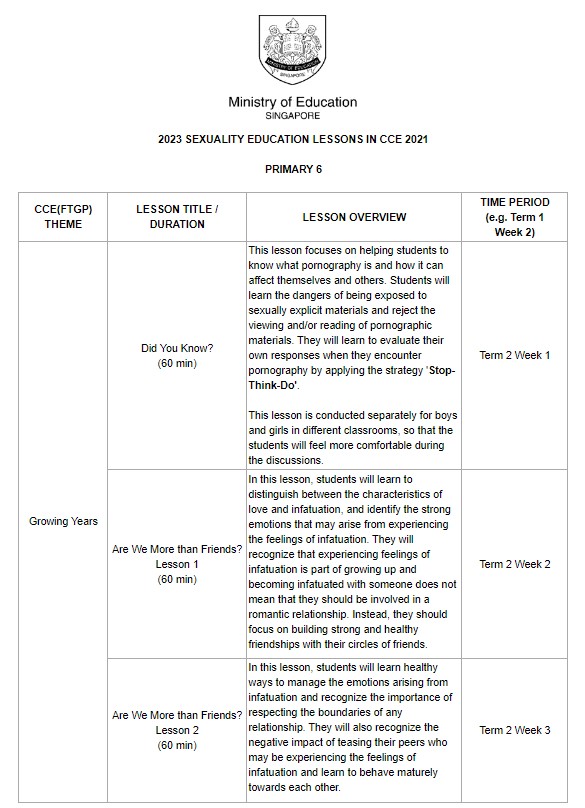 Ministry of Education
SINGAPORE
2023 SEXUALITY EDUCATION LESSONS IN CCE 2021
PRIMARY 6
CCE(FTGP)
THEME
LESSON TITLE /
DURATION
LESSON OVERVIEW
TIME PERIOD
(e.g. Term 1
Week 2)
Growing Years
Did You Know?
(60 min)
This lesson focuses on helping students to
know what pornography is and how it can
affect themselves and others. Students will
learn the dangers of being exposed to
sexually explicit materials and reject the
viewing and/or reading of pornographic
materials. They will learn to evaluate their
own responses when they encounter
pornography by applying the strategy 'Stop-
Think-Do'.
This lesson is conducted separately for boys
and girls in different classrooms, so that the
students will feel more comfortable during
the discussions.
Term 2 Week 1
Are We More than Friends?
Lesson 1
(60 min)
In this lesson, students will learn to
distinguish between the characteristics of
love and infatuation, and identify the strong
emotions that may arise from experiencing
the feelings of infatuation. They will
recognize that experiencing feelings of
infatuation is part of growing up and
becoming infatuated with someone does not
mean that they should be involved in a
romantic relationship. Instead, they should
focus on building strong and healthy
friendships with their circles of friends.
Term 2 Week 2
Are We More than Friends?
Lesson 2
(60 min)
In this lesson, students will learn healthy
ways to manage the emotions arising from
infatuation and recognize the importance of
respecting the boundaries of any
relationship. They will also recognize the
negative impact of teasing their peers who
may be experiencing the feelings of
infatuation and learn to behave maturely
towards each other.
Term 2 Week 3